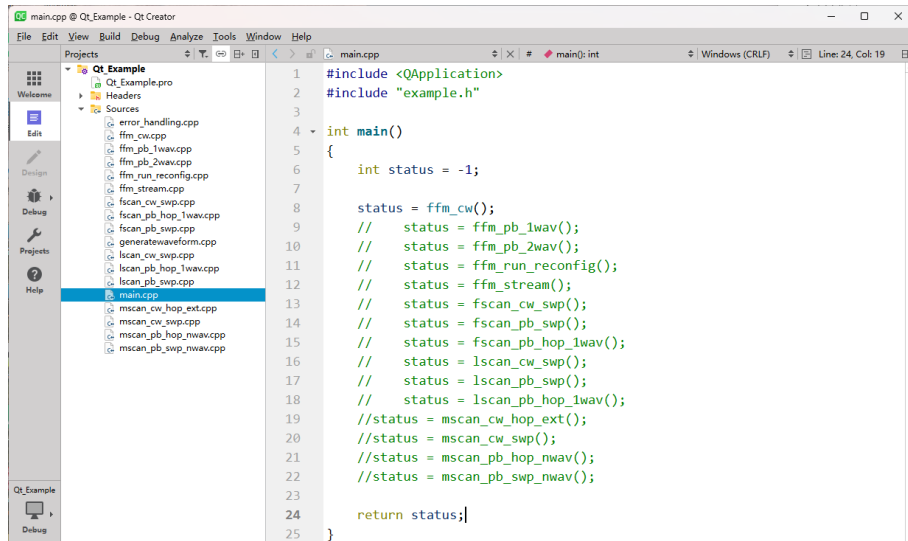 QC main.cpp @ Qt_Example - Qt Creator
File Edit View Build Debug Analyze Tools Window Help
Projects main.cpp # main(): int Windows (CRLF) Line: 24, Col: 19
Welcome
Edit
Design
Debug
Projects
Help
Qt_Example
Debug
Qt_Example
Qt_Example.pro
Headers
Sources
error_handling.cpp
ffm_cw.cpp
ffm_pb_1wav.cpp
ffm_pb_2wav.cpp
ffm_run_reconfig.cpp
ffm_stream.cpp
fscan_cw_swp.cpp
fscan_pb_hop_1wav.cpp
fscan_pb_swp.cpp
generatewaveform.cpp
lscan_cw_swp.cpp
lscan_pb_hop_1wav.cpp
lscan_pb_swp.cpp
main.cpp
mscan_cw_hop_ext.cpp
mscan_cw_swp.cpp
mscan_pb_hop_nwav.cpp
mscan_pb_swp_nwav.cpp
1 #include <QApplication>
2 #include "example.h"
3
4 int main()
5 {
6     int status = -1;
7
8     status = ffm_cw();
9     //    status = ffm_pb_1wav();
10     //    status = ffm_pb_2wav();
11     //    status = ffm_run_reconfig();
12     //    status = ffm_stream();
13     //    status = fscan_cw_swp();
14     //    status = fscan_pb_swp();
15     //    status = fscan_pb_hop_1wav();
16     //    status = lscan_cw_swp();
17     //    status = lscan_pb_swp();
18     //    status = lscan_pb_hop_1wav();
19     //status = mscan_cw_hop_ext();
20     //status = mscan_cw_swp();
21     //status = mscan_pb_hop_nwav();
22     //status = mscan_pb_swp_nwav();
23
24     return status;
25 }